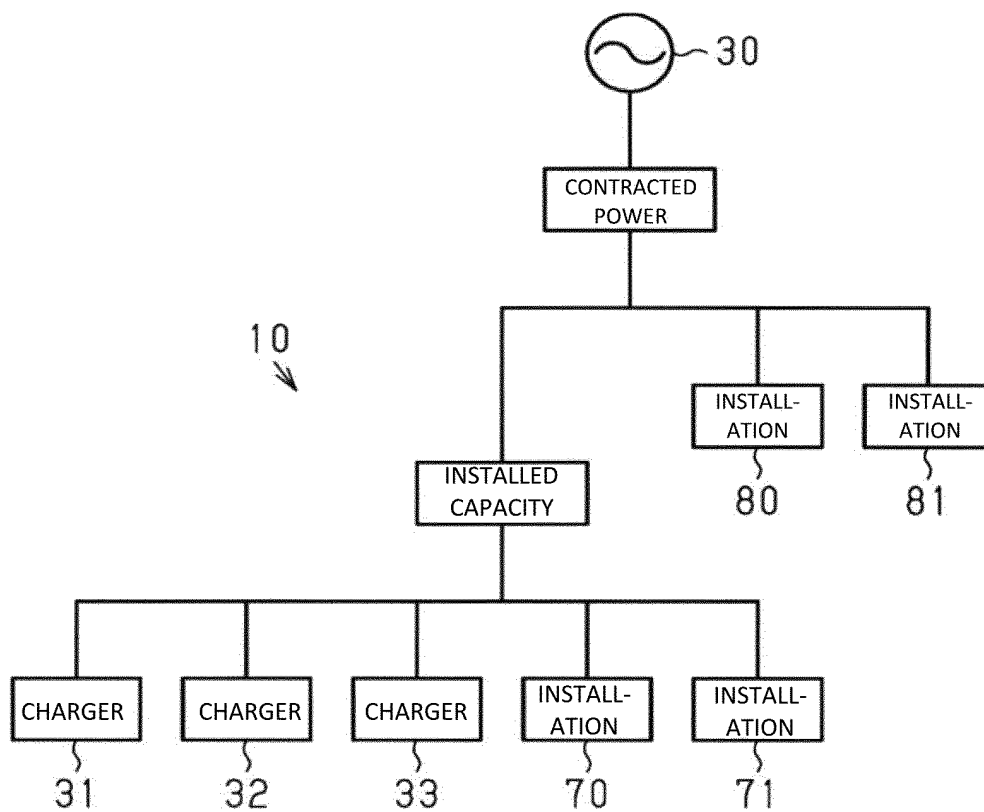 30
CONTRACTED
POWER
10
INSTALL-
ATION
INSTALL-
ATION
80
81
INSTALLED
CAPACITY
CHARGER
CHARGER
CHARGER
INSTALL-
ATION
INSTALL-
ATION
31
32
33
70
71